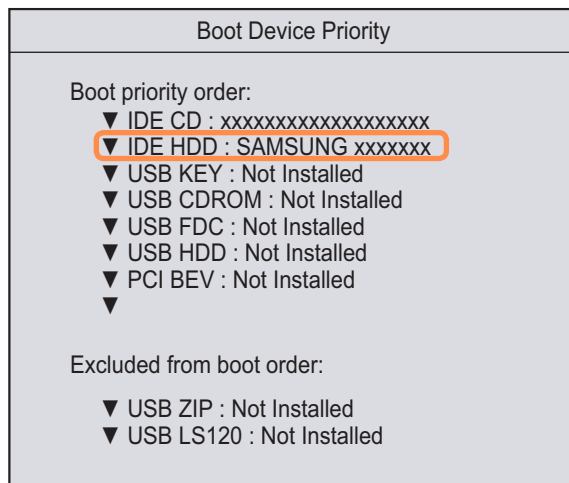 Boot Device Priority
Boot priority order:
▼ IDE CD : xxxxxxxxxxxxxxxxxxx
▼ IDE HDD : SAMSUNG xxxxxxx
▼ USB KEY : Not Installed
▼ USB CDROM : Not Installed
▼ USB FDC : Not Installed
▼ USB HDD : Not Installed
▼ PCI BEV : Not Installed
▼
Excluded from boot order:
▼ USB ZIP : Not Installed
▼ USB LS120 : Not Installed